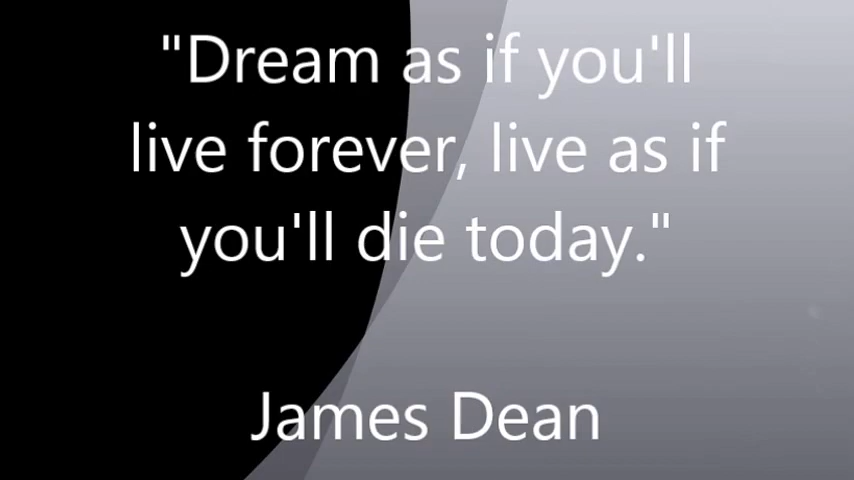 "Dream as if you'll
live forever, live as if
you'll die today."
James Dean